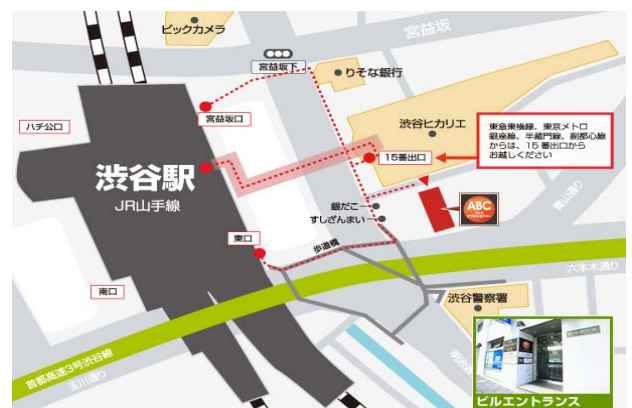 ビックカメラ
宮益坂
宮益坂下
りそな銀行
ハチ公口
宮益坂口
渋谷ヒカリエ
東急東横線、東京メトロ
銀座線、半蔵門線、副都心線
からは、15 番出口から
お越しください
15番出口
渋谷駅
JR山手線
ABC
銀だこ
すしざんまい
青山通り
東口
歩道橋
六本木通り
南口
渋谷警察署
首都高速3号渋谷線
玉川通り
ビルエントランス